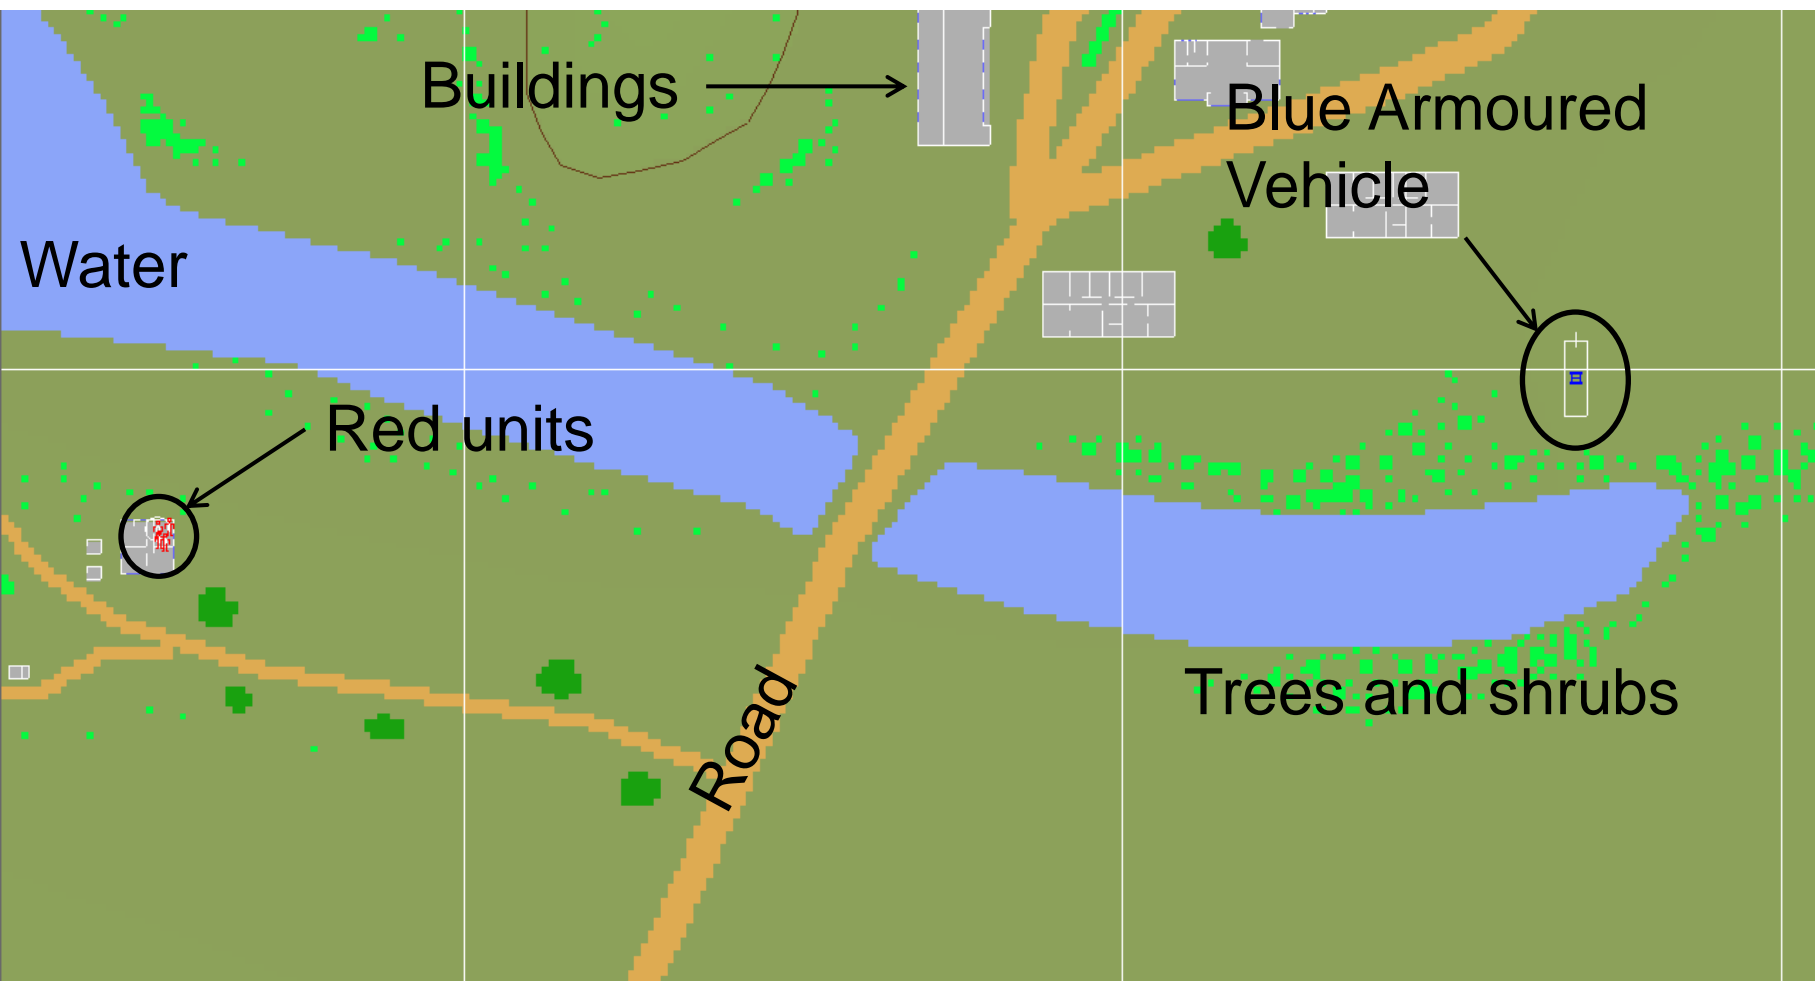 Buildings
Blue Armoured
Vehicle
Water
Red units
Road
Trees and shrubs